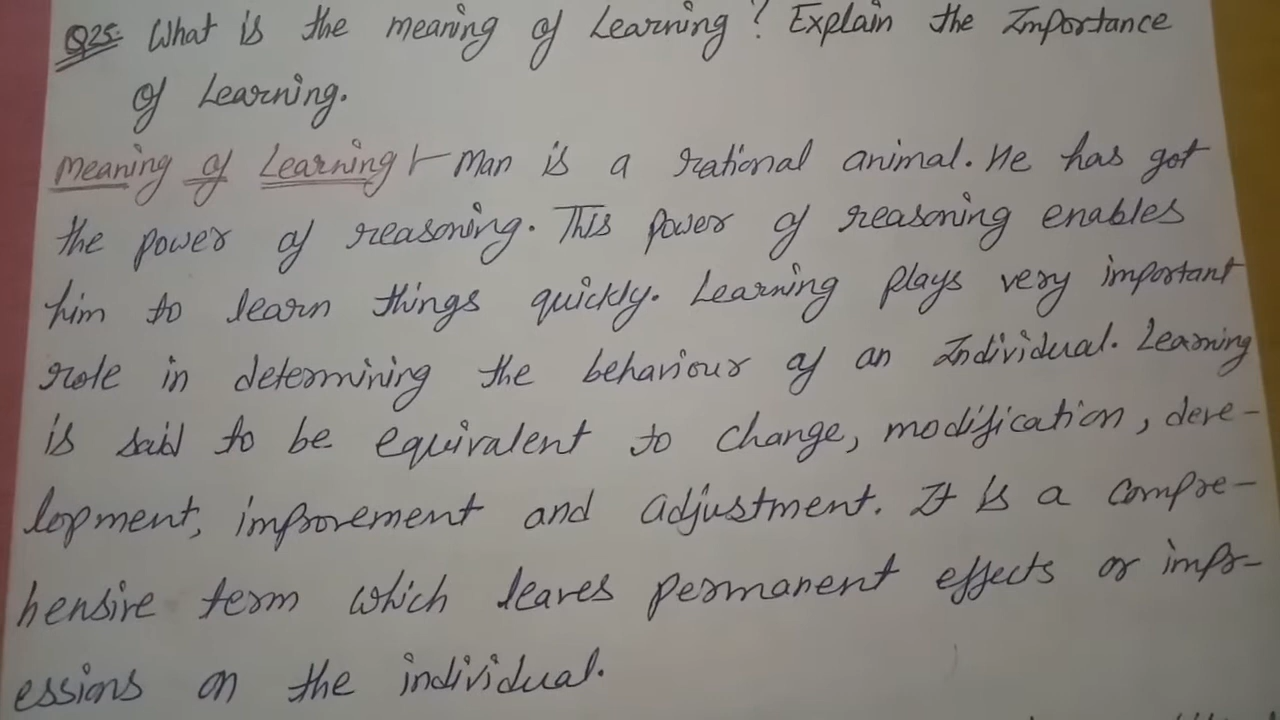 Q25. What is the meaning of Learning? Explain the Importance
of Learning.
Meaning of Learning :- Man is a rational animal. He has got
the power of reasoning. This power of reasoning enables
him to learn things quickly. Learning plays very important
role in determining the behaviour of an Individual. Learning
is said to be equivalent to change, modification, deve-
lopment, improvement and adjustment. It is a compre-
hensive term which leaves permanent effects or impr-
essions on the individual.